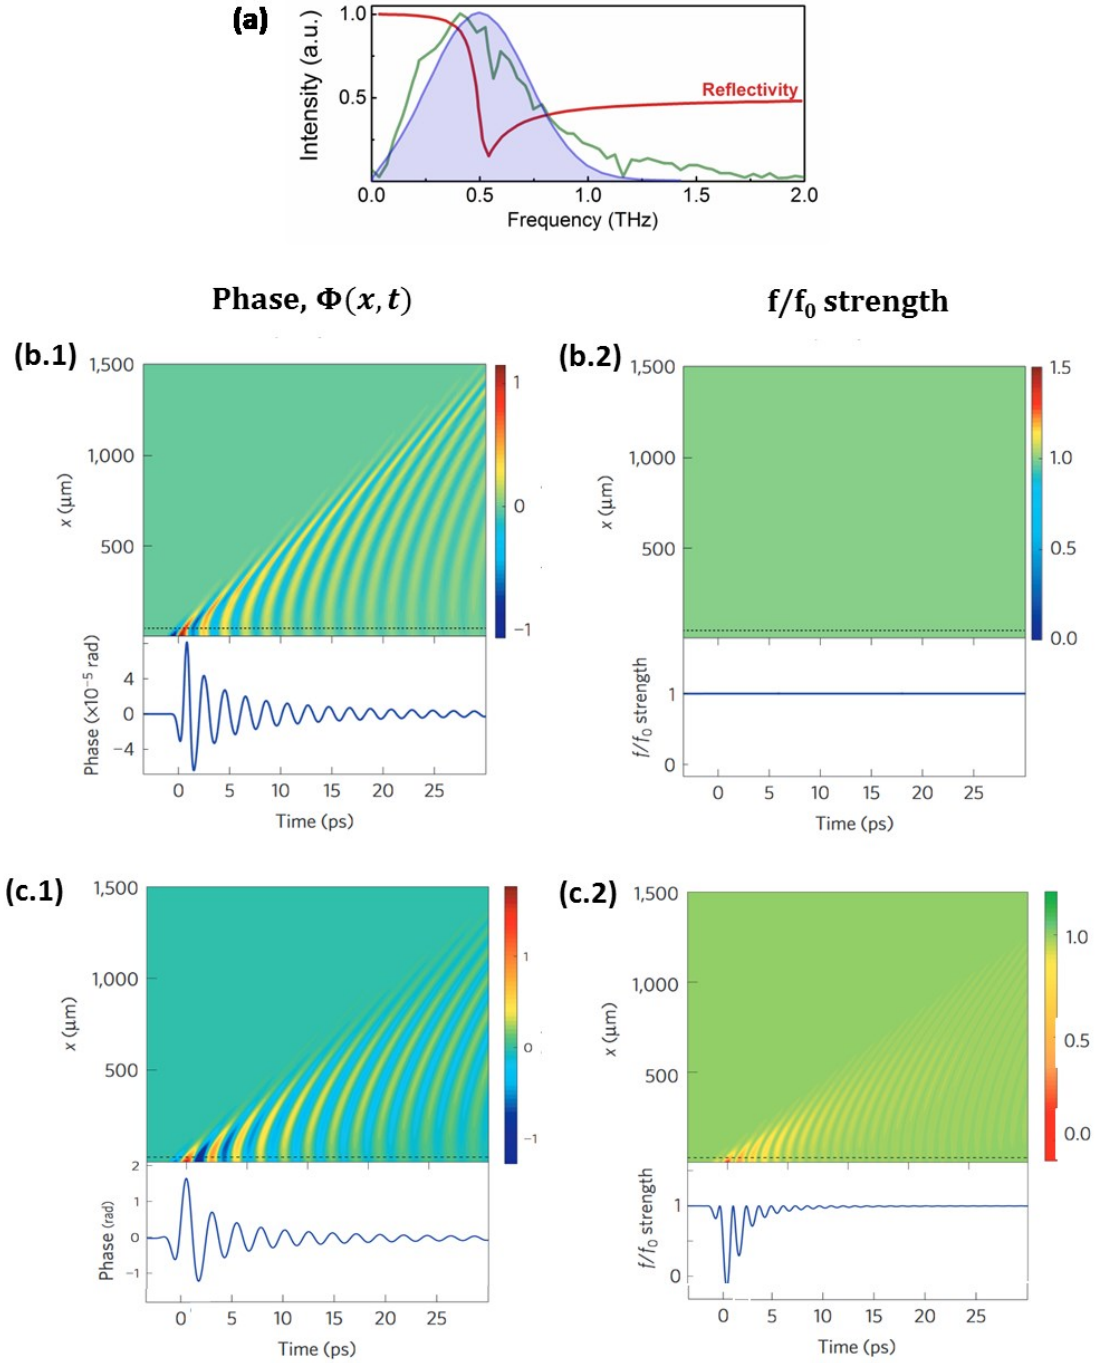 (a)
Intensity (a.u.)
1.0
0.5
Reflectivity
0.0 0.5 1.0 1.5 2.0
Frequency (THz)
Phase, Φ(x, t)
f/f₀ strength
(b.1)
x (μm)
1,500
1,000
500
1
0
−1
Phase (×10⁻⁵ rad)
4
0
−4
0 5 10 15 20 25
Time (ps)
(b.2)
x (μm)
1,500
1,000
500
1.5
1.0
0.5
0.0
f/f₀ strength
1
0
0 5 10 15 20 25
Time (ps)
(c.1)
x (μm)
1,500
1,000
500
1
0
−1
Phase (rad)
2
1
0
−1
0 5 10 15 20 25
Time (ps)
(c.2)
x (μm)
1,500
1,000
500
1.0
0.5
0.0
f/f₀ strength
1
0
0 5 10 15 20 25
Time (ps)